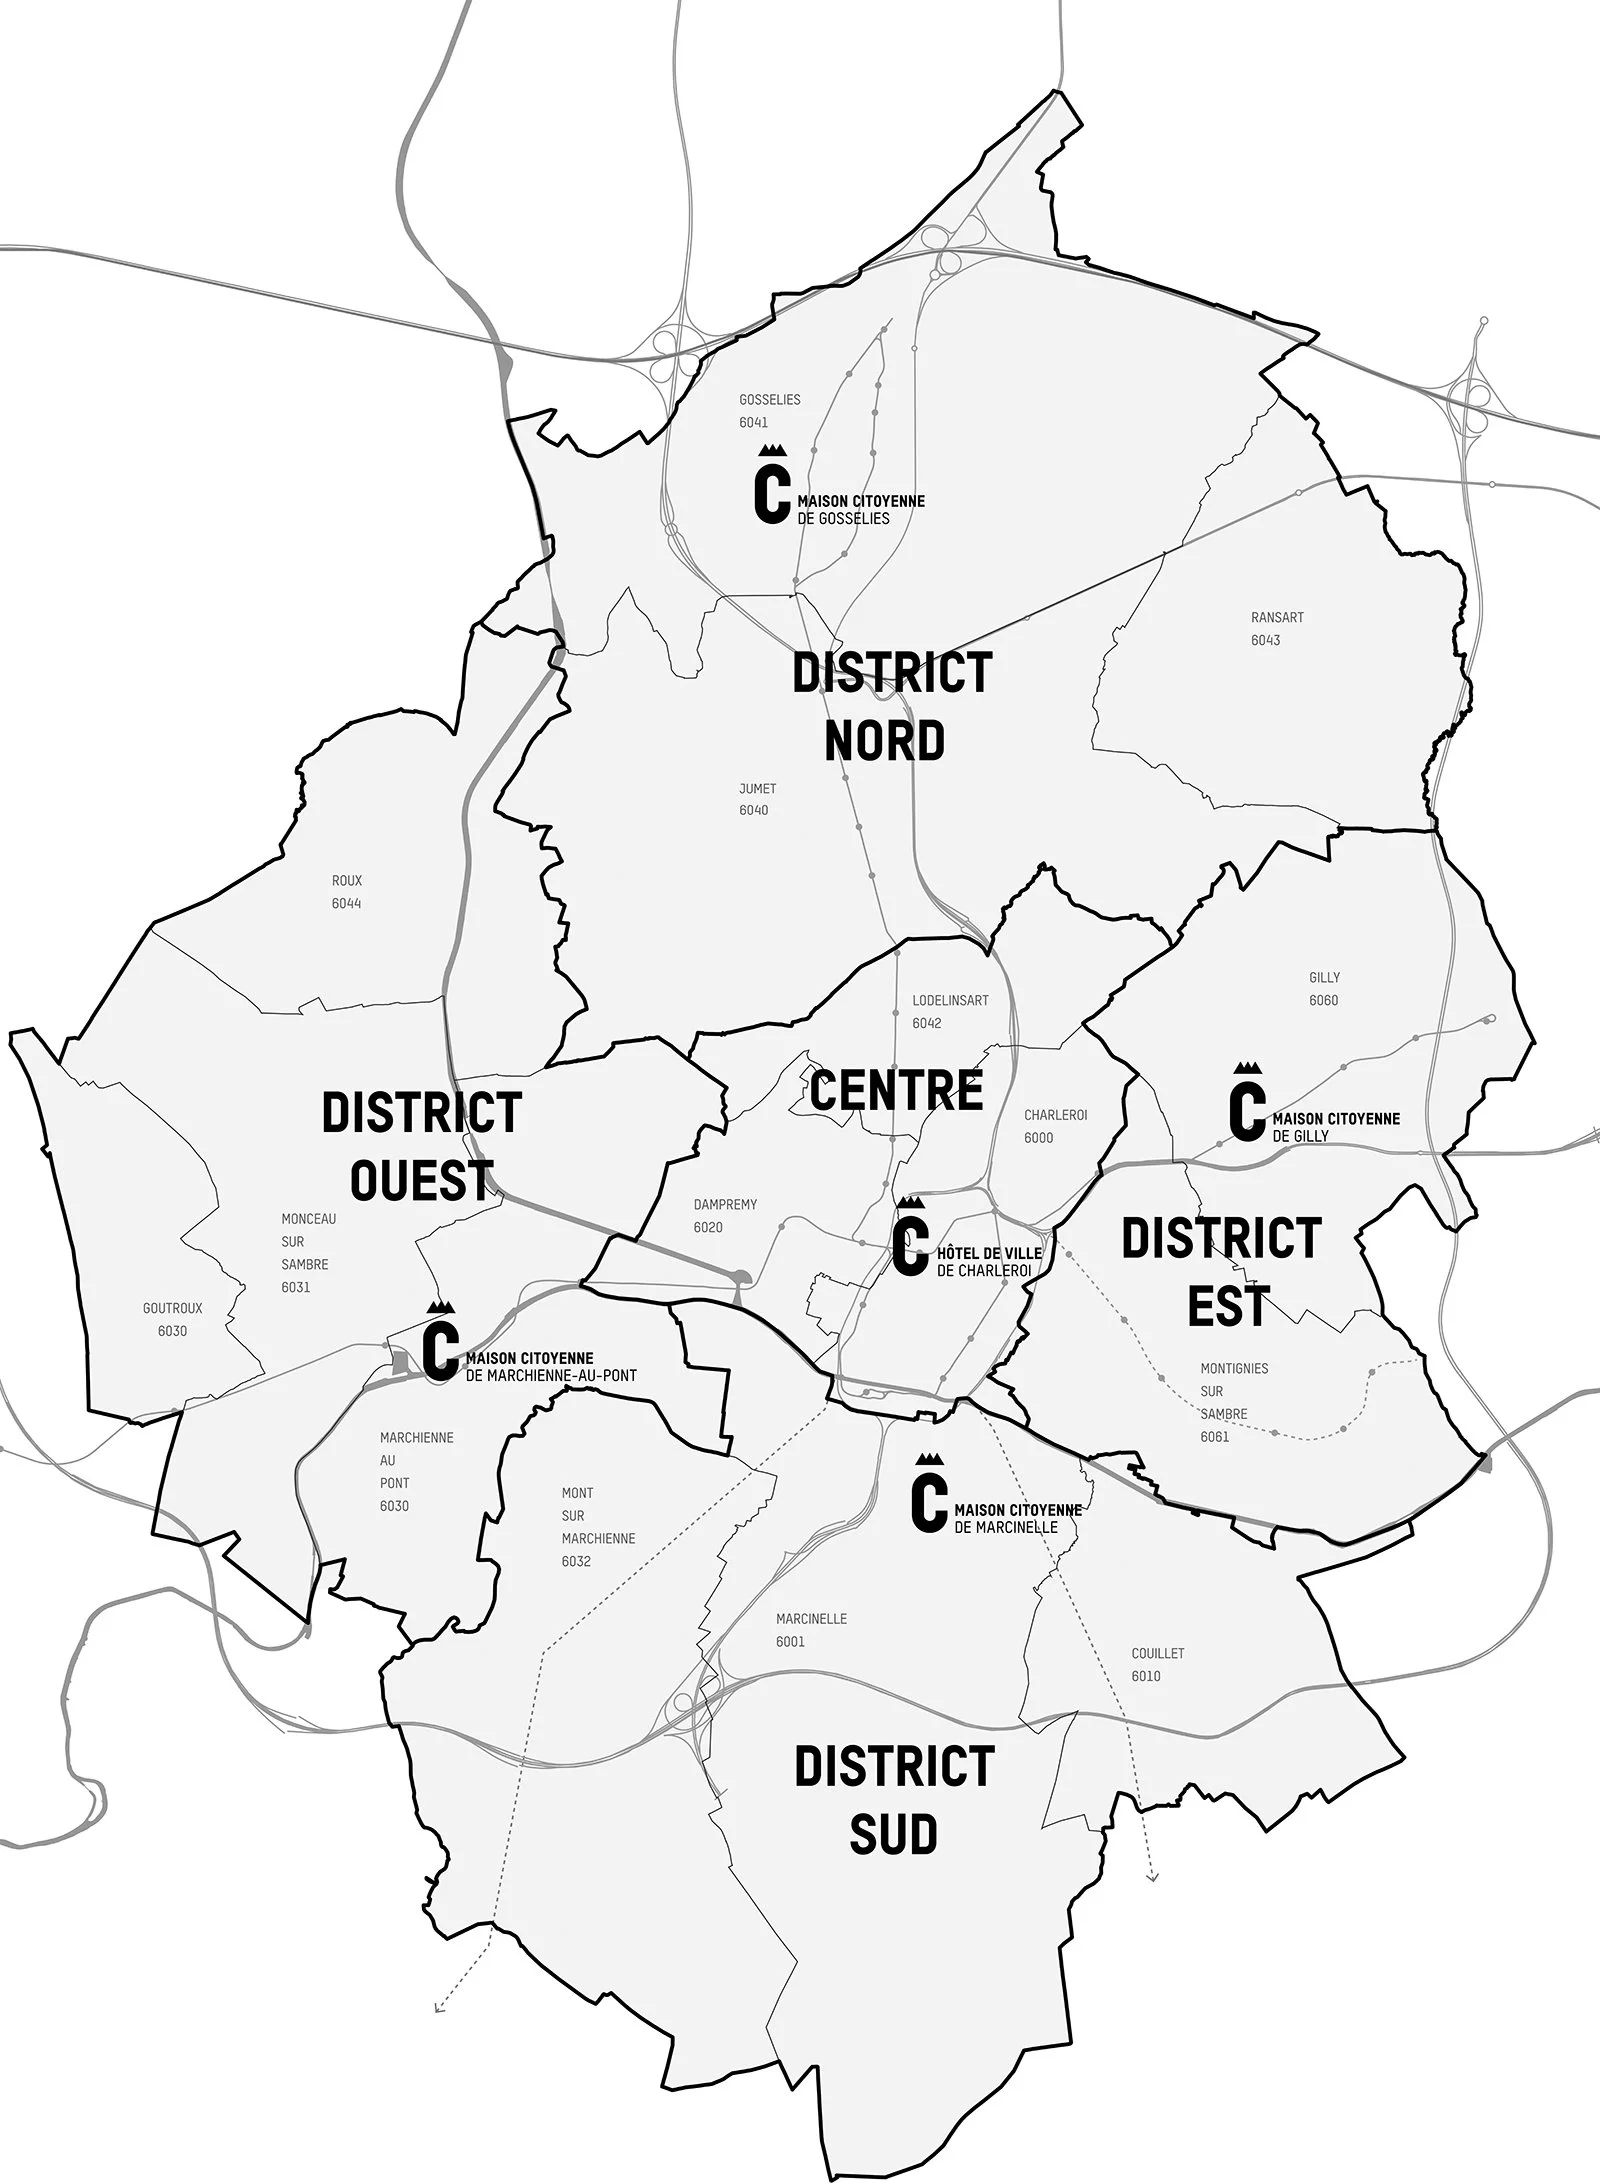 GOSSELIES
6041
C
MAISON CITOYENNE
DE GOSSELIES
RANSART
6043
DISTRICT
NORD
JUMET
6040
ROUX
6044
GILLY
6060
LODELINSART
6042
CENTRE
CHARLEROI
6000
C
MAISON CITOYENNE
DE GILLY
DISTRICT
OUEST
DAMPREMY
6020
MONCEAU
SUR
SAMBRE
6031
C
HÔTEL DE VILLE
DE CHARLEROI
DISTRICT
EST
GOUTROUX
6030
C
MAISON CITOYENNE
DE MARCHIENNE-AU-PONT
MONTIGNIES
SUR
SAMBRE
6061
MARCHIENNE
AU
PONT
6030
MONT
SUR
MARCHIENNE
6032
C
MAISON CITOYENNE
DE MARCINELLE
MARCINELLE
6001
COUILLET
6010
DISTRICT
SUD